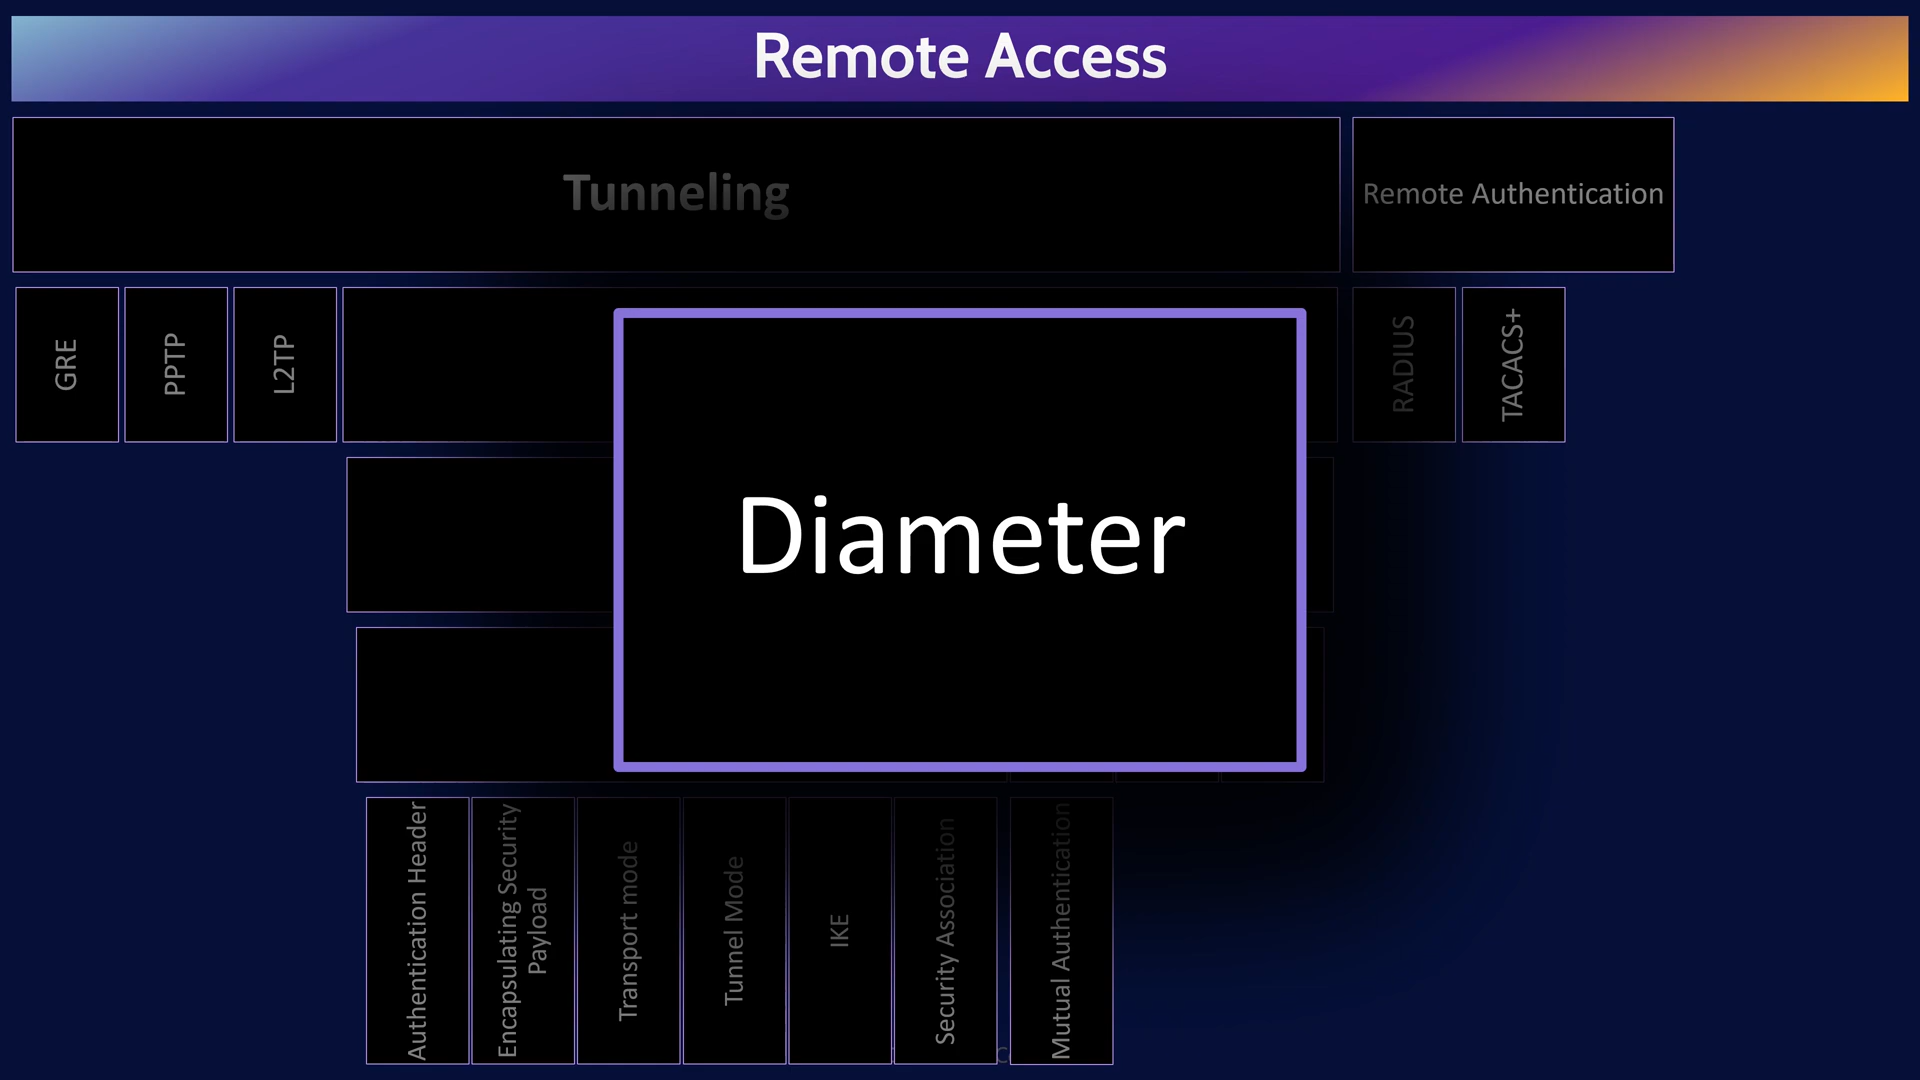 Remote Access
Tunneling
Remote Authentication
GRE
PPTP
L2TP
RADIUS
TACACS+
Diameter
Authentication Header
Encapsulating Security
Payload
Transport mode
Tunnel Mode
IKE
Security Association
Mutual Authentication